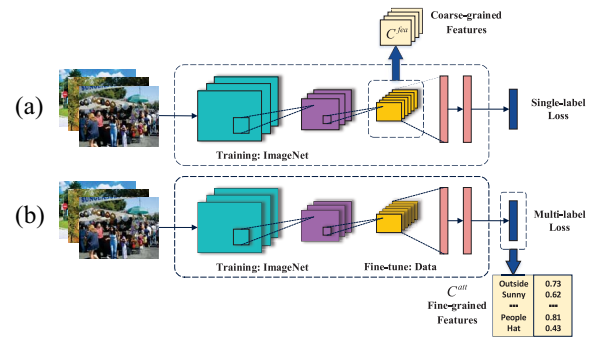 C^fea
Coarse-grained
Features
(a)
Single-label
Loss
Training: ImageNet
(b)
Multi-label
Loss
Training: ImageNet
Fine-tune: Data
C^att
Fine-grained
Features
Outside 0.73
Sunny 0.62
...
...
People 0.81
Hat 0.43